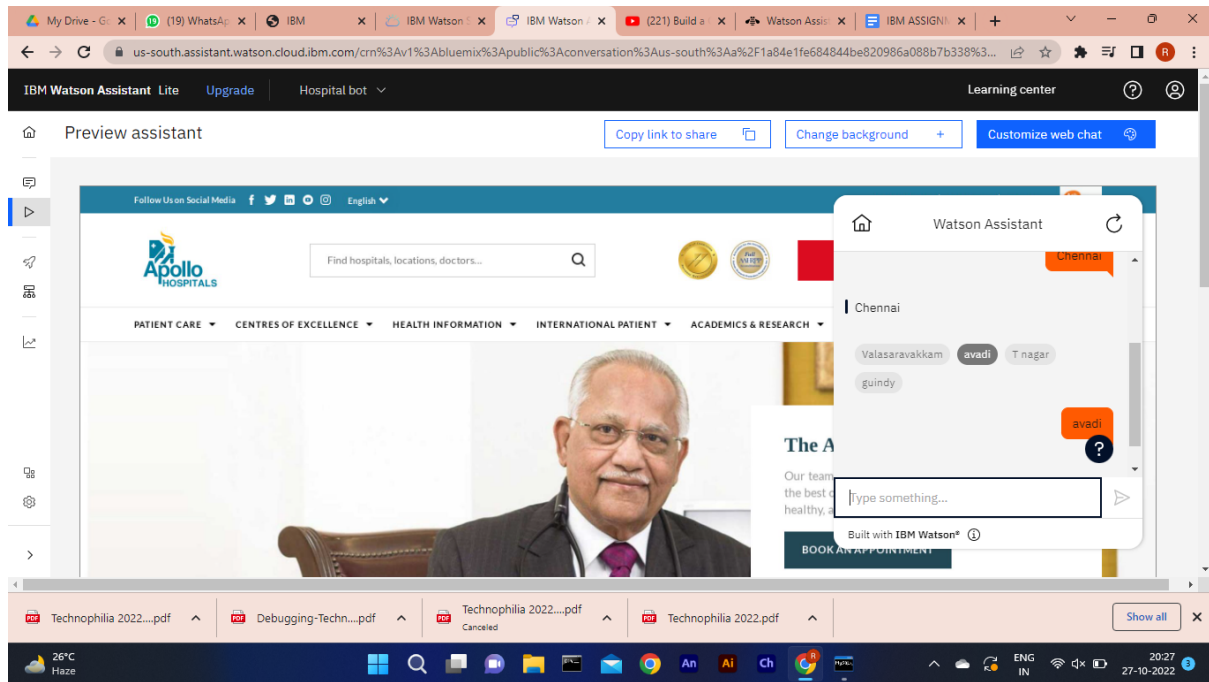 My Drive - Go
(19) WhatsAp
IBM
IBM Watson S
IBM Watson A
(221) Build a
Watson Assis
IBM ASSIGNM
us-south.assistant.watson.cloud.ibm.com/crn%3Av1%3Abluemix%3Apublic%3Aconversation%3Aus-south%3Aa%2F1a84e1fe684844be820986a088b7b338%3...
R
IBM Watson Assistant Lite Upgrade Hospital bot Learning center
Preview assistant
Copy link to share
Change background +
Customize web chat
Follow Us on Social Media
English
Apollo
HOSPITALS
Find hospitals, locations, doctors...
PATIENT CARE
CENTRES OF EXCELLENCE
HEALTH INFORMATION
INTERNATIONAL PATIENT
ACADEMICS & RESEARCH
The A
Our team
the best
healthy, a
BOOK AN APPOINTMENT
Watson Assistant
Chennai
Chennai
Valasaravakkam avadi T nagar
guindy
avadi
?
Type something...
Built with IBM Watson®
Technophilia 2022....pdf
Debugging-Techn....pdf
Technophilia 2022....pdf
Canceled
Technophilia 2022.pdf
Show all
26°C
Haze
An
Ai
Ch
ENG
IN
20:27
27-10-2022
3